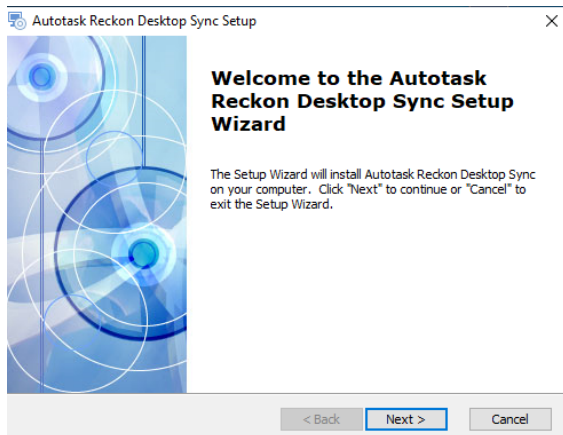 Autotask Reckon Desktop Sync Setup
Welcome to the Autotask
Reckon Desktop Sync Setup
Wizard
The Setup Wizard will install Autotask Reckon Desktop Sync
on your computer. Click "Next" to continue or "Cancel" to
exit the Setup Wizard.
< Back Next > Cancel